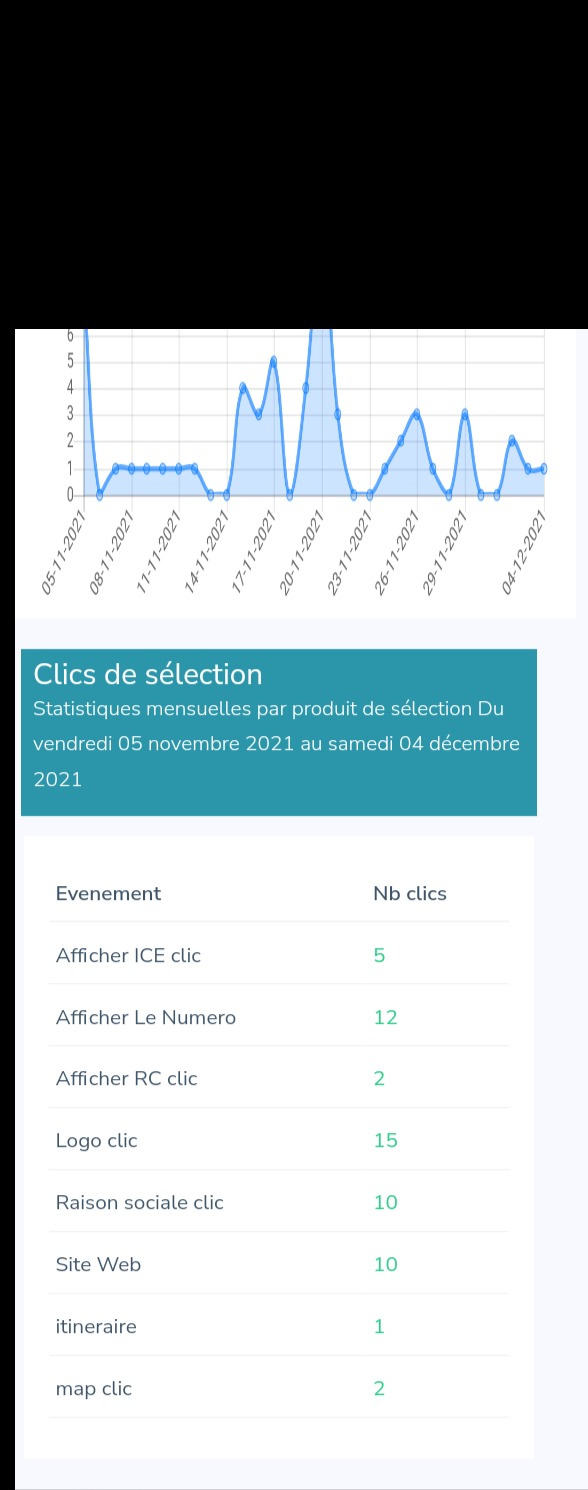 6
5
4
3
2
1
0
05-11-2021
08-11-2021
11-11-2021
14-11-2021
17-11-2021
20-11-2021
23-11-2021
26-11-2021
29-11-2021
04-12-2021
Clics de sélection
Statistiques mensuelles par produit de sélection Du
vendredi 05 novembre 2021 au samedi 04 décembre
2021
Evenement Nb clics
Afficher ICE clic 5
Afficher Le Numero 12
Afficher RC clic 2
Logo clic 15
Raison sociale clic 10
Site Web 10
itineraire 1
map clic 2